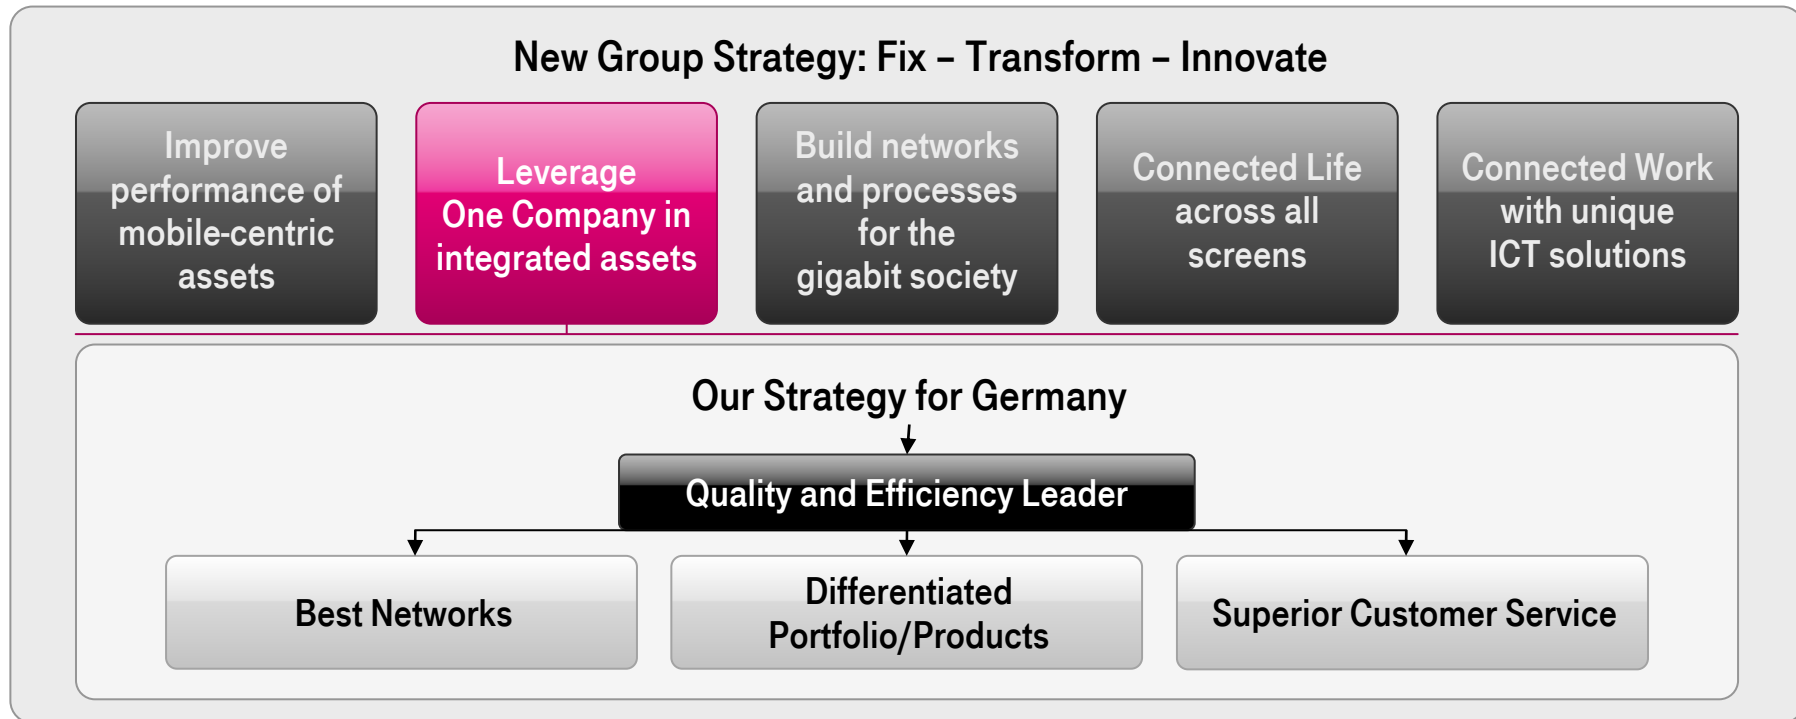 New Group Strategy: Fix – Transform – Innovate
Improve
performance of
mobile-centric
assets
Leverage
One Company in
integrated assets
Build networks
and processes
for the
gigabit society
Connected Life
across all
screens
Connected Work
with unique
ICT solutions
Our Strategy for Germany
Quality and Efficiency Leader
Best Networks
Differentiated
Portfolio/Products
Superior Customer Service